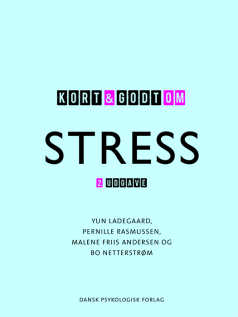 KORT & GODT OM
STRESS
2 UDGAVE
YUN LADEGAARD,
PERNILLE RASMUSSEN,
MALENE FRIIS ANDERSEN OG
BO NETTERSTRØM
DANSK PSYKOLOGISK FORLAG